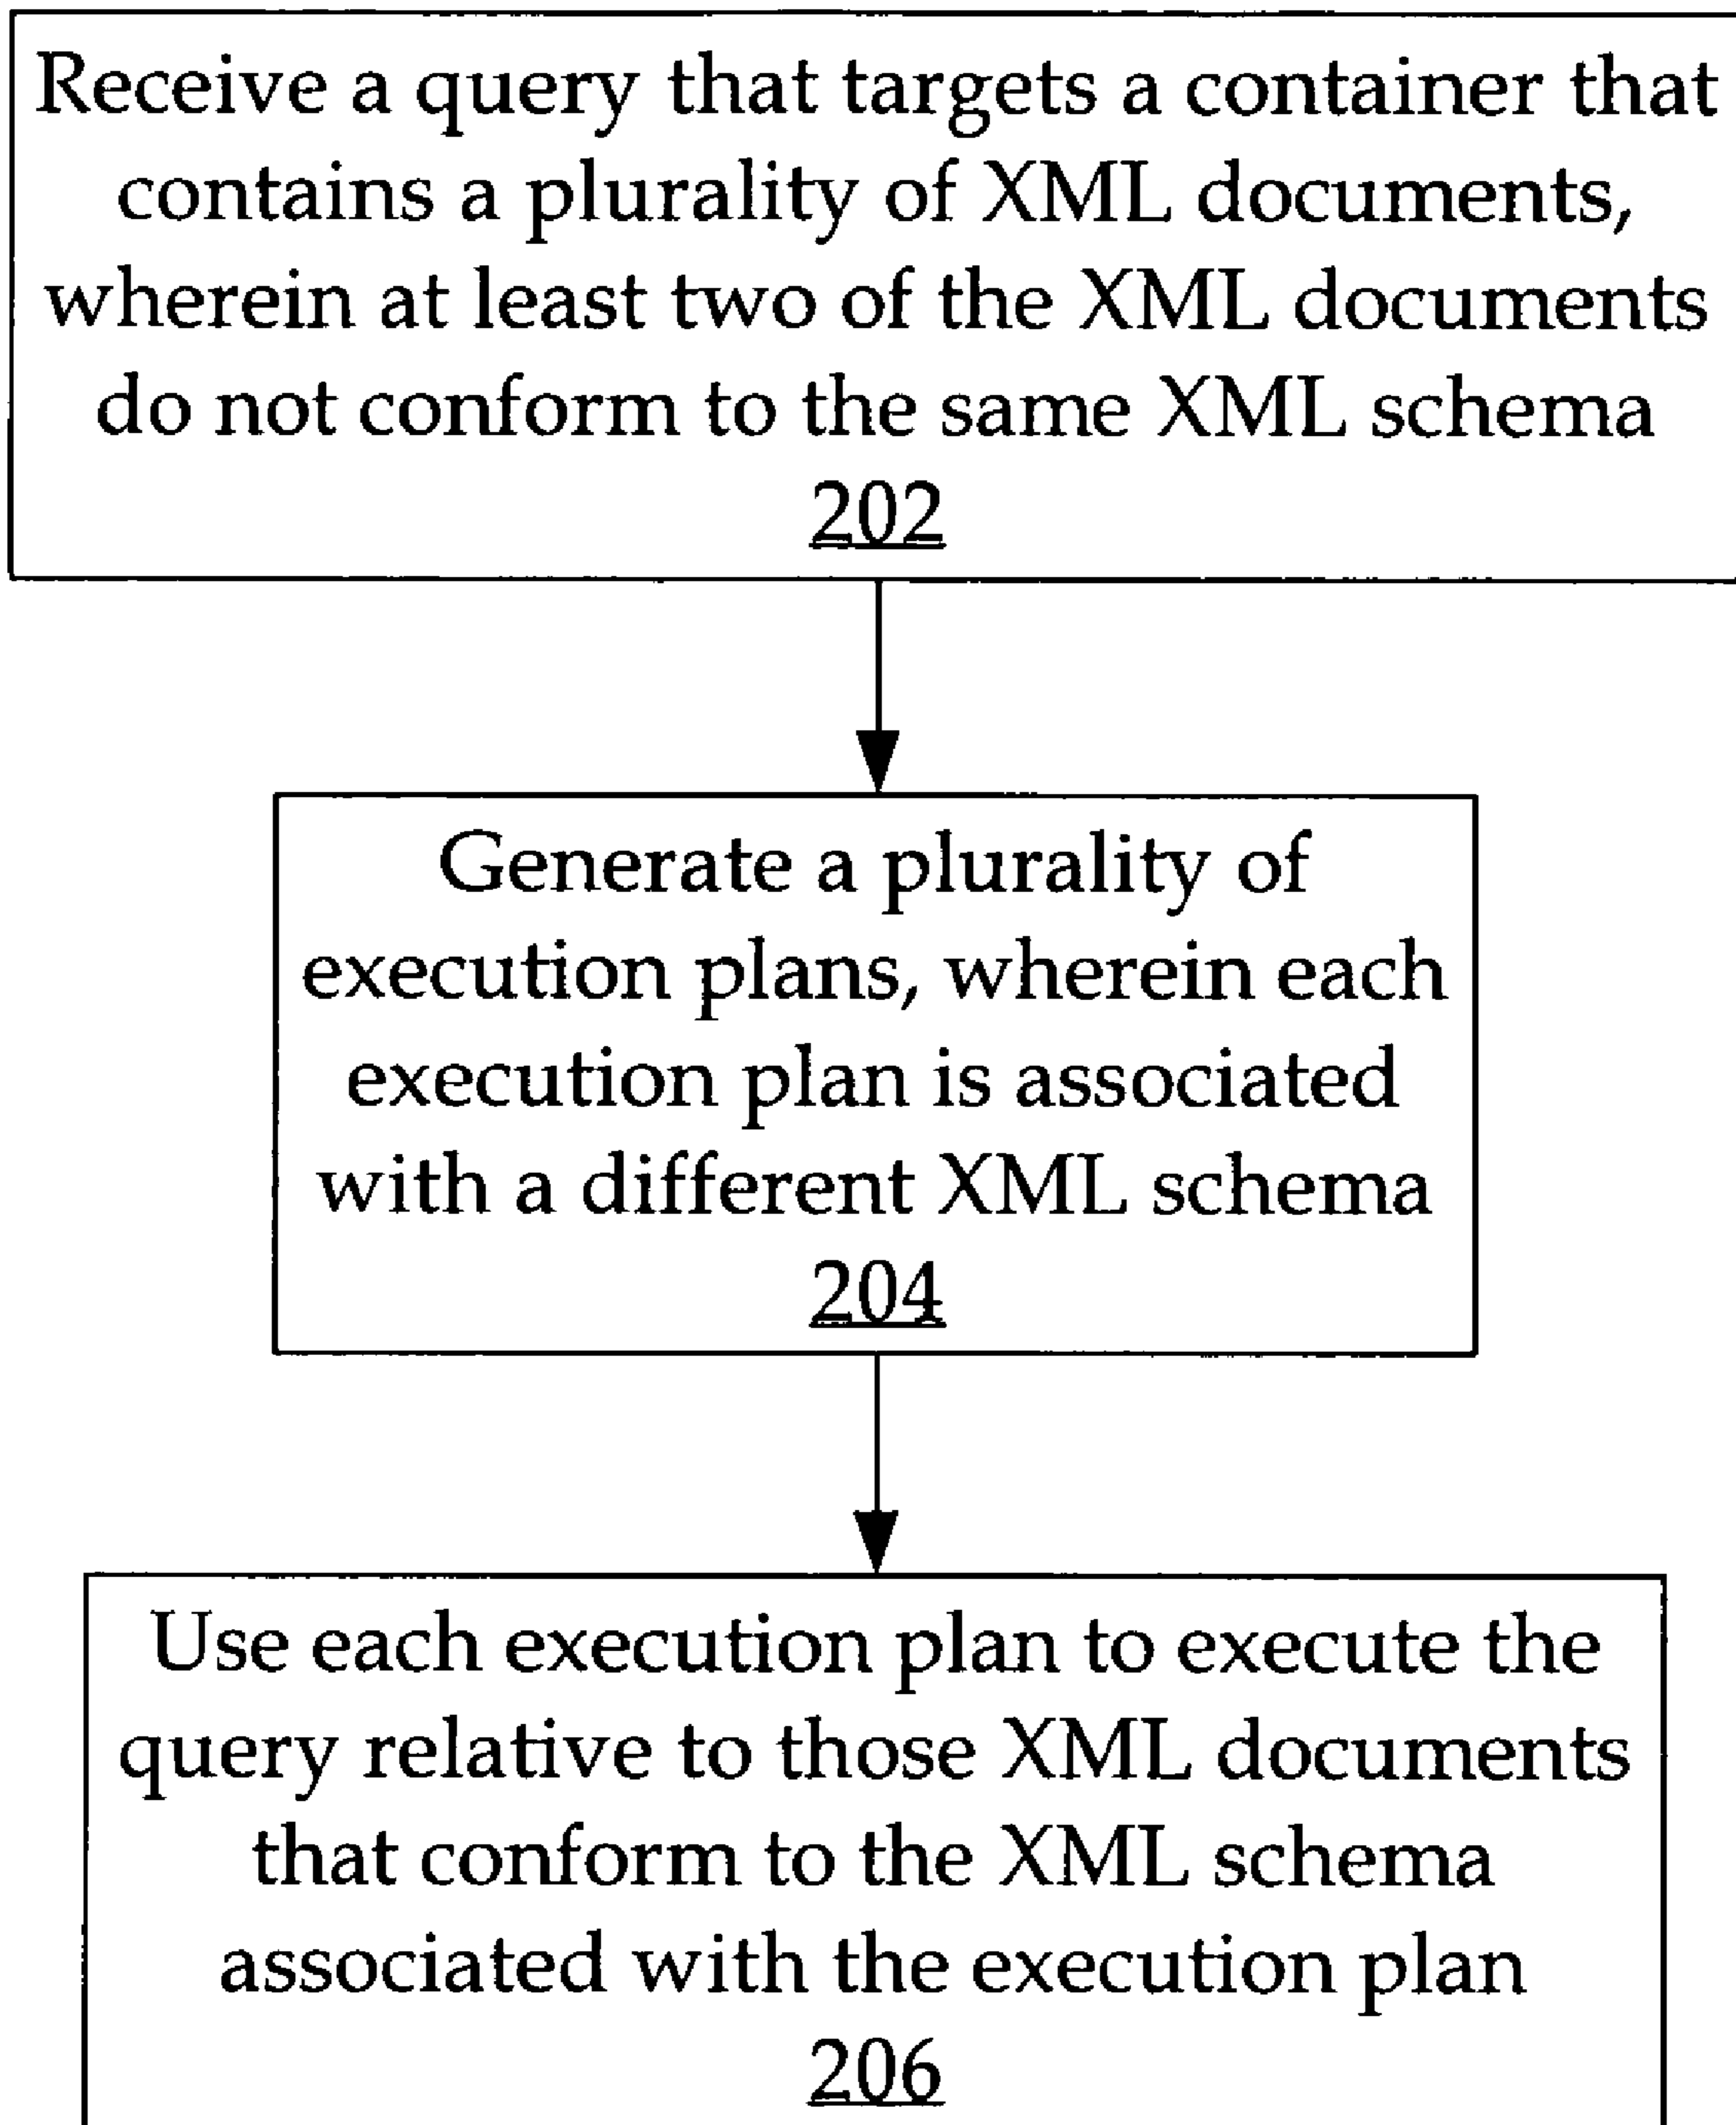 Receive a query that targets a container that
contains a plurality of XML documents,
wherein at least two of the XML documents
do not conform to the same XML schema
202
Generate a plurality of
execution plans, wherein each
execution plan is associated
with a different XML schema
204
Use each execution plan to execute the
query relative to those XML documents
that conform to the XML schema
associated with the execution plan
206